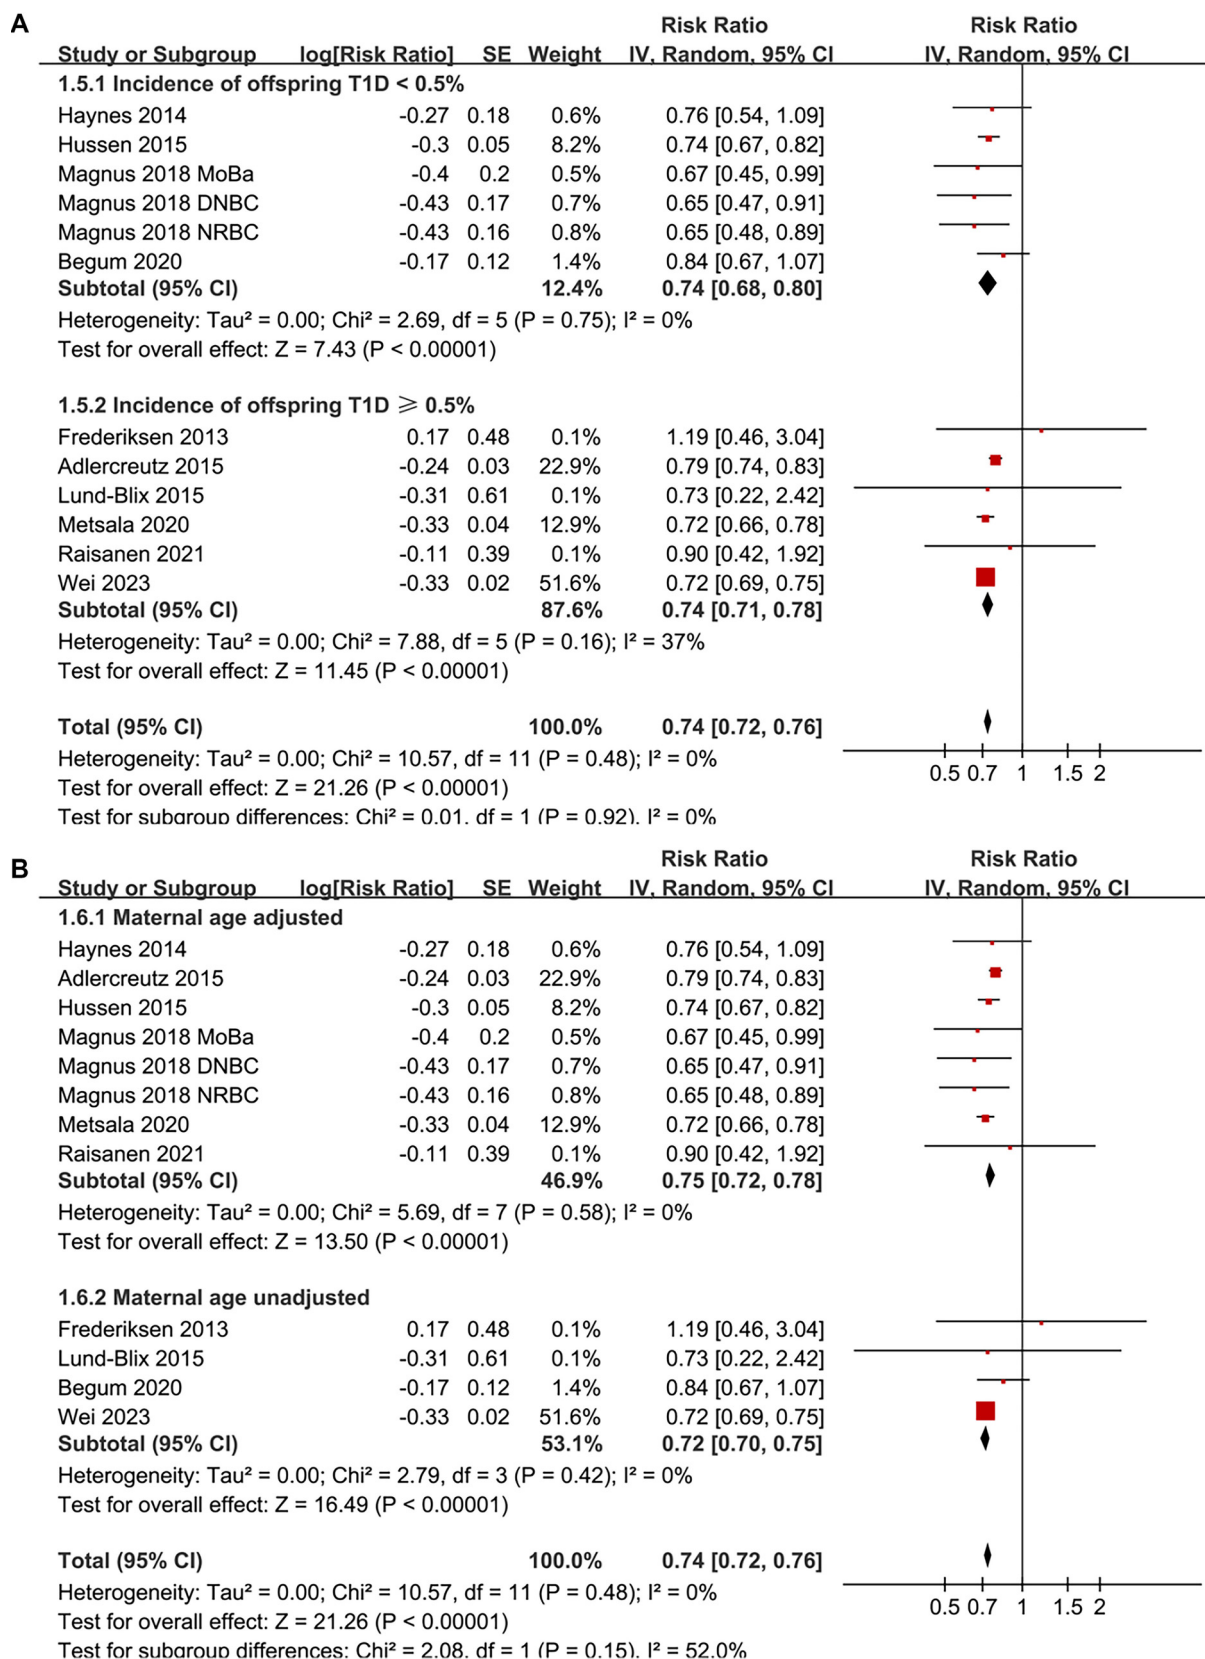 A
Risk Ratio Risk Ratio
Study or Subgroup log[Risk Ratio] SE Weight IV, Random, 95% CI IV, Random, 95% CI
1.5.1 Incidence of offspring T1D < 0.5%
Haynes 2014 -0.27 0.18 0.6% 0.76 [0.54, 1.09]
Hussen 2015 -0.3 0.05 8.2% 0.74 [0.67, 0.82]
Magnus 2018 MoBa -0.4 0.2 0.5% 0.67 [0.45, 0.99]
Magnus 2018 DNBC -0.43 0.17 0.7% 0.65 [0.47, 0.91]
Magnus 2018 NRBC -0.43 0.16 0.8% 0.65 [0.48, 0.89]
Begum 2020 -0.17 0.12 1.4% 0.84 [0.67, 1.07]
Subtotal (95% CI) 12.4% 0.74 [0.68, 0.80]
Heterogeneity: Tau² = 0.00; Chi² = 2.69, df = 5 (P = 0.75); I² = 0%
Test for overall effect: Z = 7.43 (P < 0.00001)
1.5.2 Incidence of offspring T1D ⩾ 0.5%
Frederiksen 2013 0.17 0.48 0.1% 1.19 [0.46, 3.04]
Adlercreutz 2015 -0.24 0.03 22.9% 0.79 [0.74, 0.83]
Lund-Blix 2015 -0.31 0.61 0.1% 0.73 [0.22, 2.42]
Metsala 2020 -0.33 0.04 12.9% 0.72 [0.66, 0.78]
Raisanen 2021 -0.11 0.39 0.1% 0.90 [0.42, 1.92]
Wei 2023 -0.33 0.02 51.6% 0.72 [0.69, 0.75]
Subtotal (95% CI) 87.6% 0.74 [0.71, 0.78]
Heterogeneity: Tau² = 0.00; Chi² = 7.88, df = 5 (P = 0.16); I² = 37%
Test for overall effect: Z = 11.45 (P < 0.00001)
Total (95% CI) 100.0% 0.74 [0.72, 0.76]
Heterogeneity: Tau² = 0.00; Chi² = 10.57, df = 11 (P = 0.48); I² = 0%
0.5 0.7 1 1.5 2
Test for overall effect: Z = 21.26 (P < 0.00001)
Test for subgroup differences: Chi² = 0.01, df = 1 (P = 0.92), I² = 0%
B
Risk Ratio Risk Ratio
Study or Subgroup log[Risk Ratio] SE Weight IV, Random, 95% CI IV, Random, 95% CI
1.6.1 Maternal age adjusted
Haynes 2014 -0.27 0.18 0.6% 0.76 [0.54, 1.09]
Adlercreutz 2015 -0.24 0.03 22.9% 0.79 [0.74, 0.83]
Hussen 2015 -0.3 0.05 8.2% 0.74 [0.67, 0.82]
Magnus 2018 MoBa -0.4 0.2 0.5% 0.67 [0.45, 0.99]
Magnus 2018 DNBC -0.43 0.17 0.7% 0.65 [0.47, 0.91]
Magnus 2018 NRBC -0.43 0.16 0.8% 0.65 [0.48, 0.89]
Metsala 2020 -0.33 0.04 12.9% 0.72 [0.66, 0.78]
Raisanen 2021 -0.11 0.39 0.1% 0.90 [0.42, 1.92]
Subtotal (95% CI) 46.9% 0.75 [0.72, 0.78]
Heterogeneity: Tau² = 0.00; Chi² = 5.69, df = 7 (P = 0.58); I² = 0%
Test for overall effect: Z = 13.50 (P < 0.00001)
1.6.2 Maternal age unadjusted
Frederiksen 2013 0.17 0.48 0.1% 1.19 [0.46, 3.04]
Lund-Blix 2015 -0.31 0.61 0.1% 0.73 [0.22, 2.42]
Begum 2020 -0.17 0.12 1.4% 0.84 [0.67, 1.07]
Wei 2023 -0.33 0.02 51.6% 0.72 [0.69, 0.75]
Subtotal (95% CI) 53.1% 0.72 [0.70, 0.75]
Heterogeneity: Tau² = 0.00; Chi² = 2.79, df = 3 (P = 0.42); I² = 0%
Test for overall effect: Z = 16.49 (P < 0.00001)
Total (95% CI) 100.0% 0.74 [0.72, 0.76]
Heterogeneity: Tau² = 0.00; Chi² = 10.57, df = 11 (P = 0.48); I² = 0%
0.5 0.7 1 1.5 2
Test for overall effect: Z = 21.26 (P < 0.00001)
Test for subgroup differences: Chi² = 2.08, df = 1 (P = 0.15), I² = 52.0%